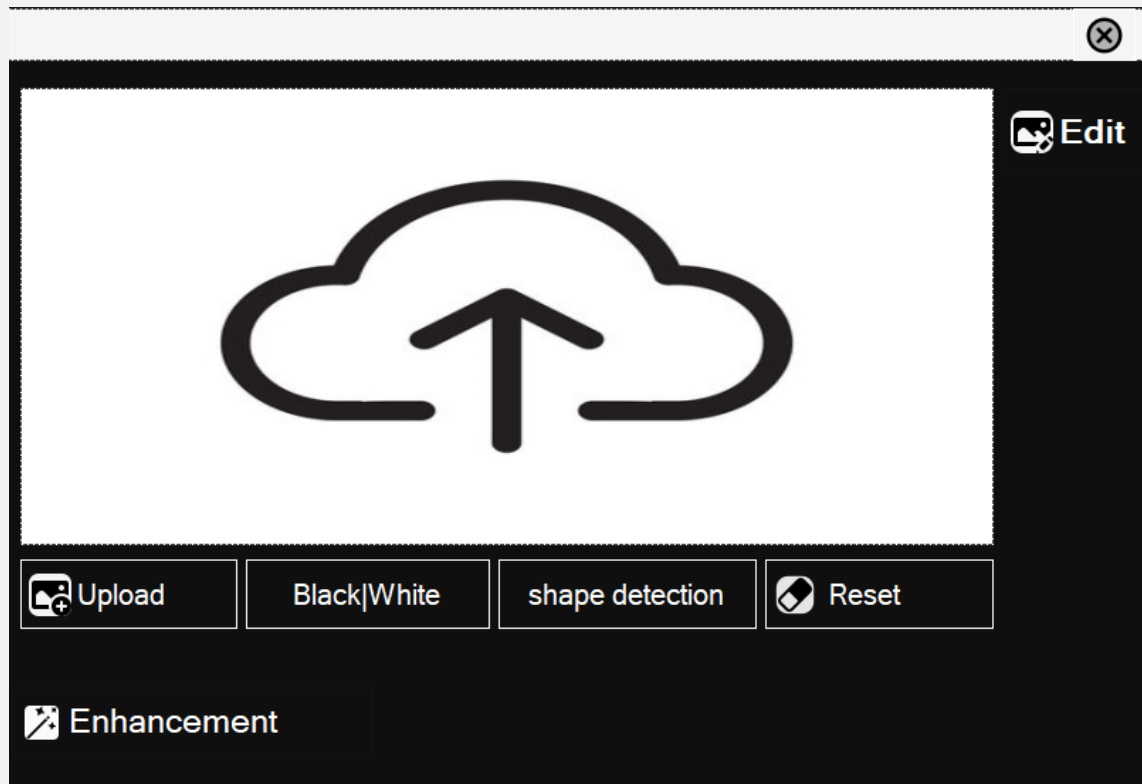 Edit
Upload
Black|White
shape detection
Reset
Enhancement